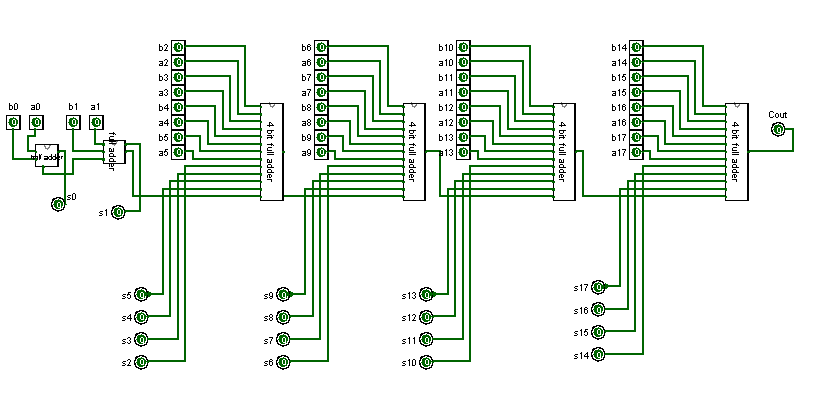 b2
a2
b3
a3
b4
a4
b5
a5
b6
a6
b7
a7
b8
a8
b9
a9
b10
a10
b11
a11
b12
a12
b13
a13
b14
a14
b15
a15
b16
a16
b17
a17
b0 a0 b1 a1
half adder
full adder
4 bit full adder
4 bit full adder
4 bit full adder
4 bit full adder
Cout
s0
s1
s5
s4
s3
s2
s9
s8
s7
s6
s13
s12
s11
s10
s17
s16
s15
s14